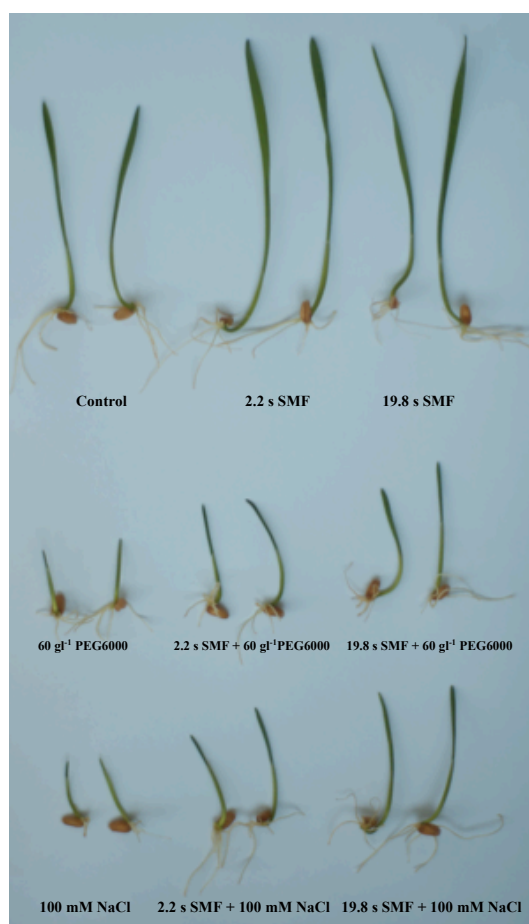 Control 2.2 s SMF 19.8 s SMF
60 gl⁻¹ PEG6000 2.2 s SMF + 60 gl⁻¹PEG6000 19.8 s SMF + 60 gl⁻¹ PEG6000
100 mM NaCl 2.2 s SMF + 100 mM NaCl 19.8 s SMF + 100 mM NaCl